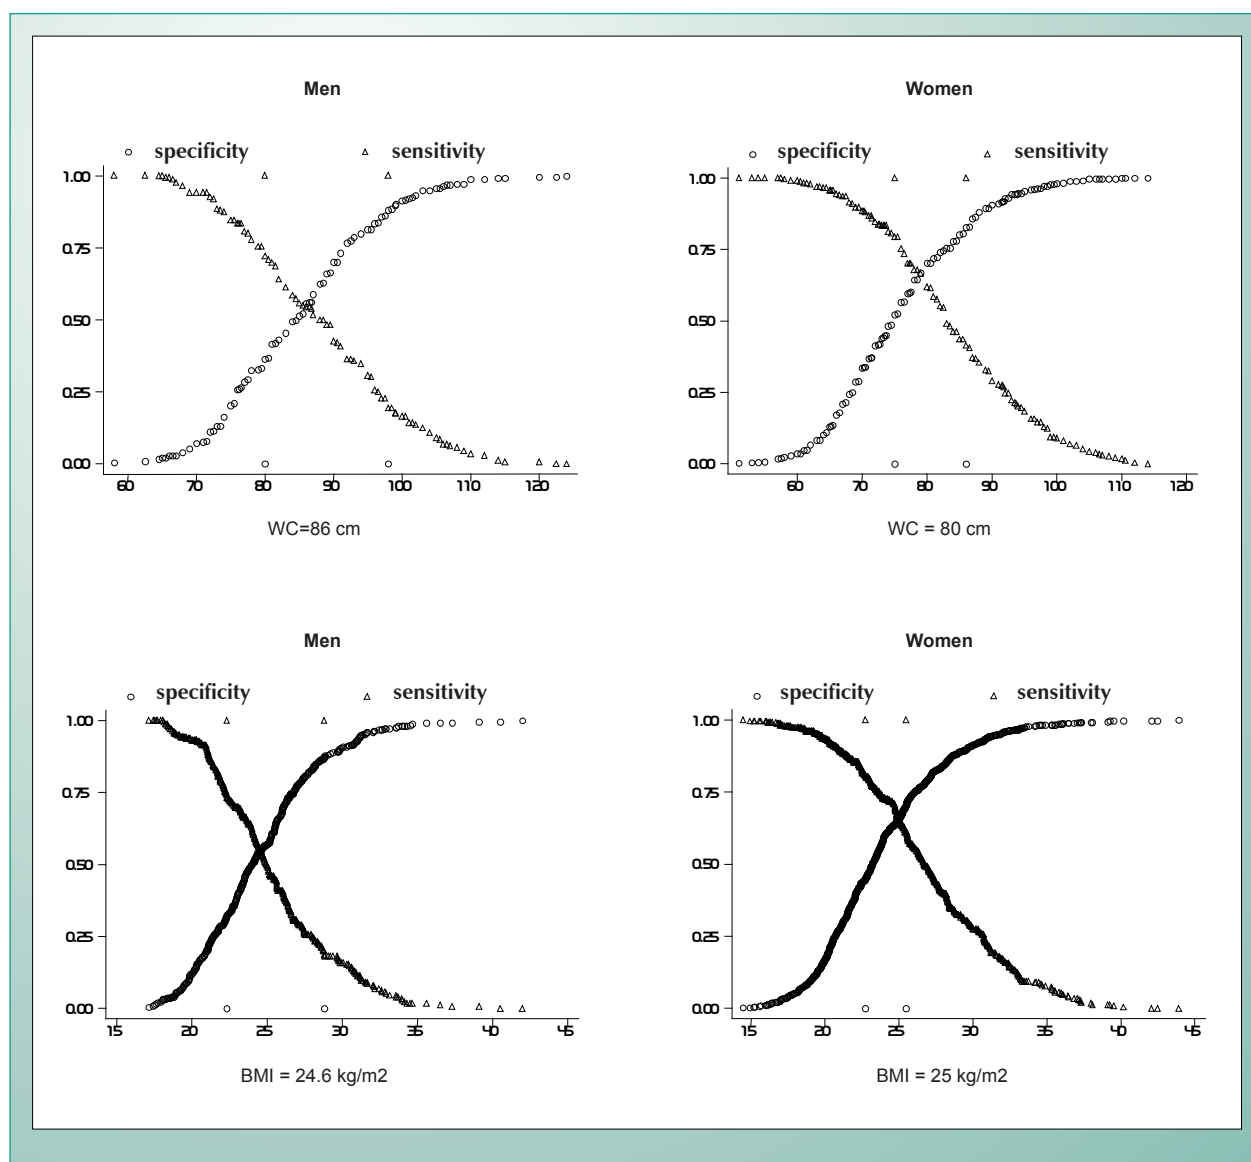 Men
Women
specificity
sensitivity
specificity
sensitivity
1.00
0.75
0.50
0.25
0.00
60 70 80 90 100 110 120
1.00
0.75
0.50
0.25
0.00
60 70 80 90 100 110 120
WC=86 cm
WC = 80 cm
Men
Women
specificity
sensitivity
specificity
sensitivity
1.00
0.75
0.50
0.25
0.00
15 20 25 30 35 40 45
1.00
0.75
0.50
0.25
0.00
15 20 25 30 35 40 45
BMI = 24.6 kg/m2
BMI = 25 kg/m2